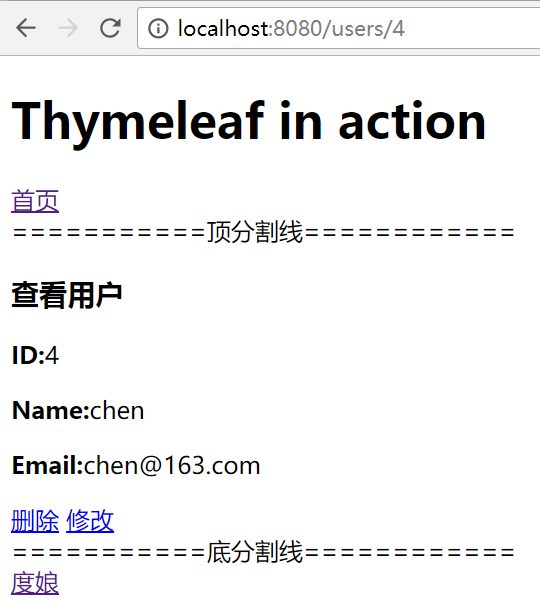 localhost:8080/users/4
Thymeleaf in action
首页
===========顶分割线============
查看用户
ID:4
Name:chen
Email:chen@163.com
删除 修改
===========底分割线============
度娘